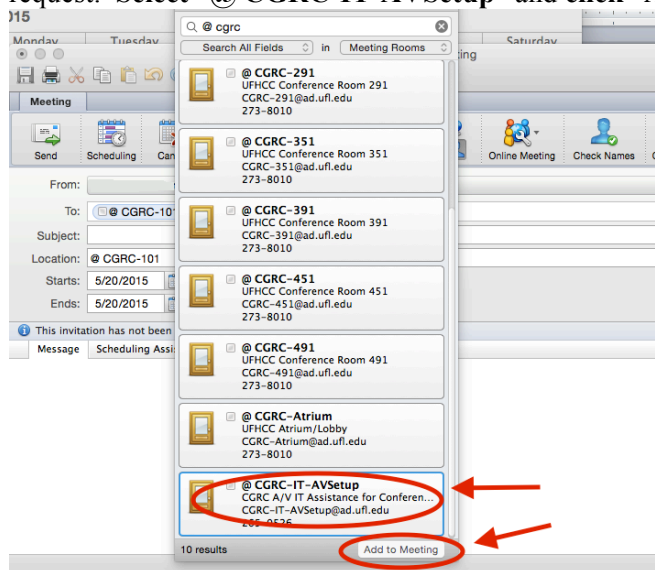 request. Select "@ CGRC-IT-AVSetup" and click
015
Monday Tuesday Saturday
@ cgrc
Search All Fields in Meeting Rooms
Meeting
Send Scheduling Online Meeting Check Names
From:
To: @ CGRC-101
Subject:
Location: @ CGRC-101
Starts: 5/20/2015
Ends: 5/20/2015
This invitation has not been
Message Scheduling Assi
@ CGRC-291
UFHCC Conference Room 291
CGRC-291@ad.ufl.edu
273-8010
@ CGRC-351
UFHCC Conference Room 351
CGRC-351@ad.ufl.edu
273-8010
@ CGRC-391
UFHCC Conference Room 391
CGRC-391@ad.ufl.edu
273-8010
@ CGRC-451
UFHCC Conference Room 451
CGRC-451@ad.ufl.edu
273-8010
@ CGRC-491
UFHCC Conference Room 491
CGRC-491@ad.ufl.edu
273-8010
@ CGRC-Atrium
UFHCC Atrium/Lobby
CGRC-Atrium@ad.ufl.edu
273-8010
@ CGRC-IT-AVSetup
CGRC A/V IT Assistance for Conferen...
CGRC-IT-AVSetup@ad.ufl.edu
10 results Add to Meeting